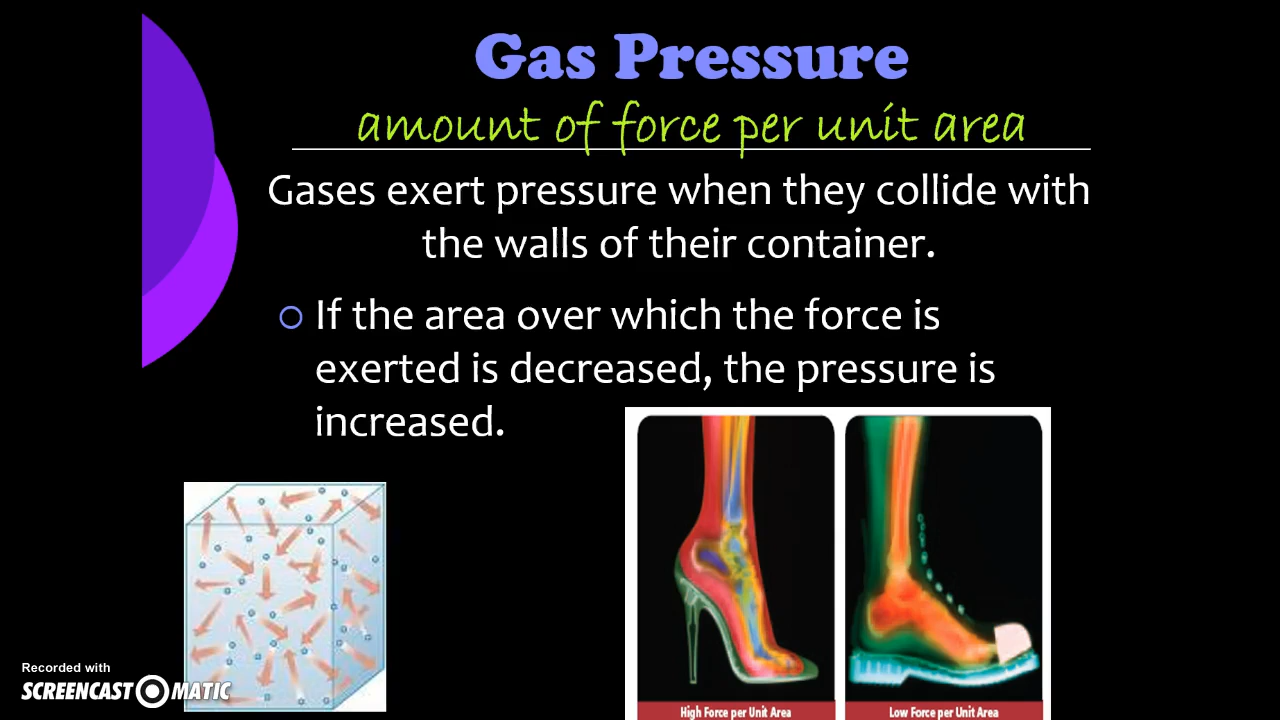 Gas Pressure
amount of force per unit area
Gases exert pressure when they collide with
the walls of their container.
If the area over which the force is
exerted is decreased, the pressure is
increased.
High Force per Unit Area
Low Force per Unit Area
Recorded with
SCREENCAST MATIC